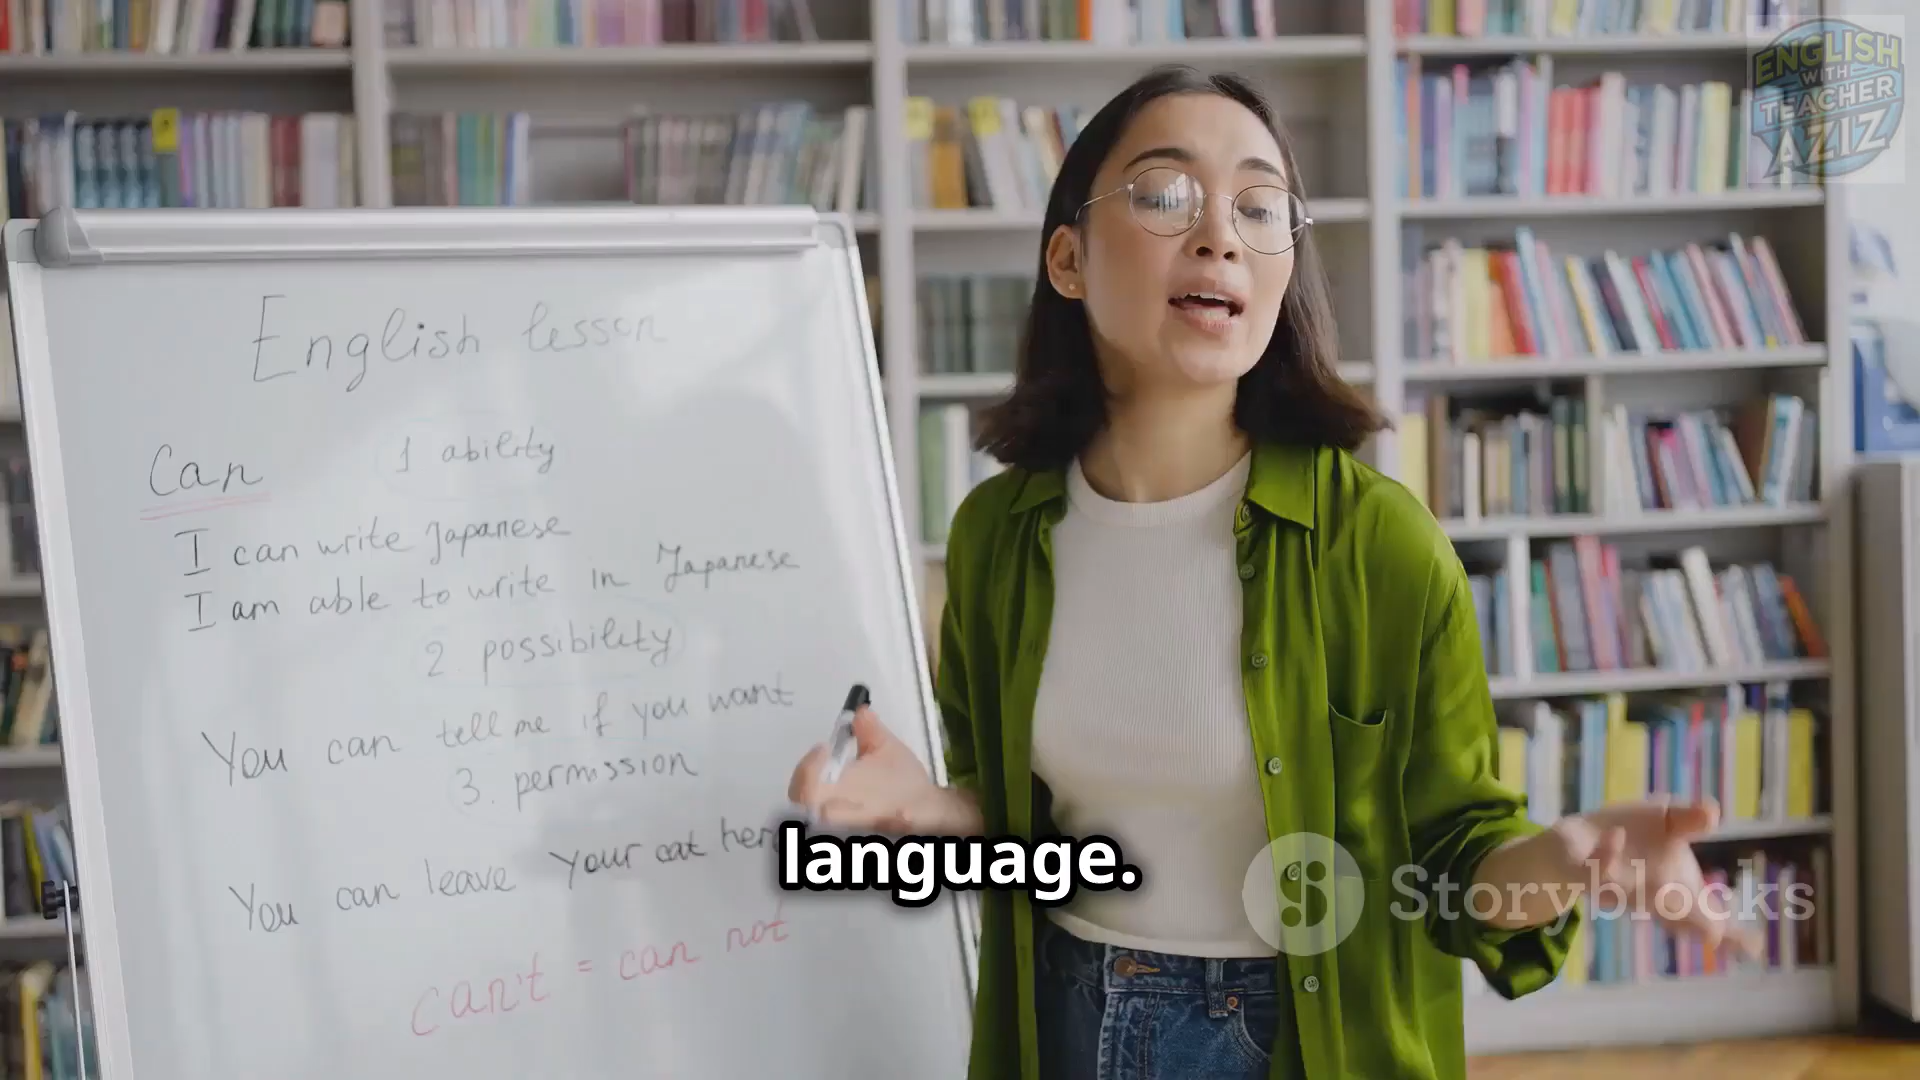 ENGLISH
WITH
TEACHER
AZIZ
English lesson
Can 1 ability
I can write Japanese
I am able to write in Japanese
2. possibility
You can tell me if you want
3. permission
You can leave your cat here
can't = can not
language.
Storyblocks